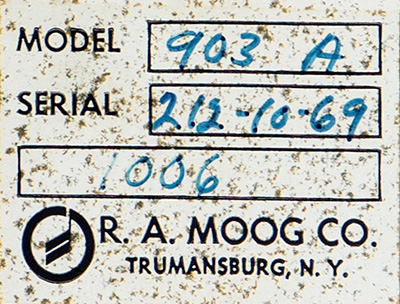 MODEL 903 A
SERIAL 212-10-69
1006
R. A. MOOG CO.
TRUMANSBURG, N. Y.